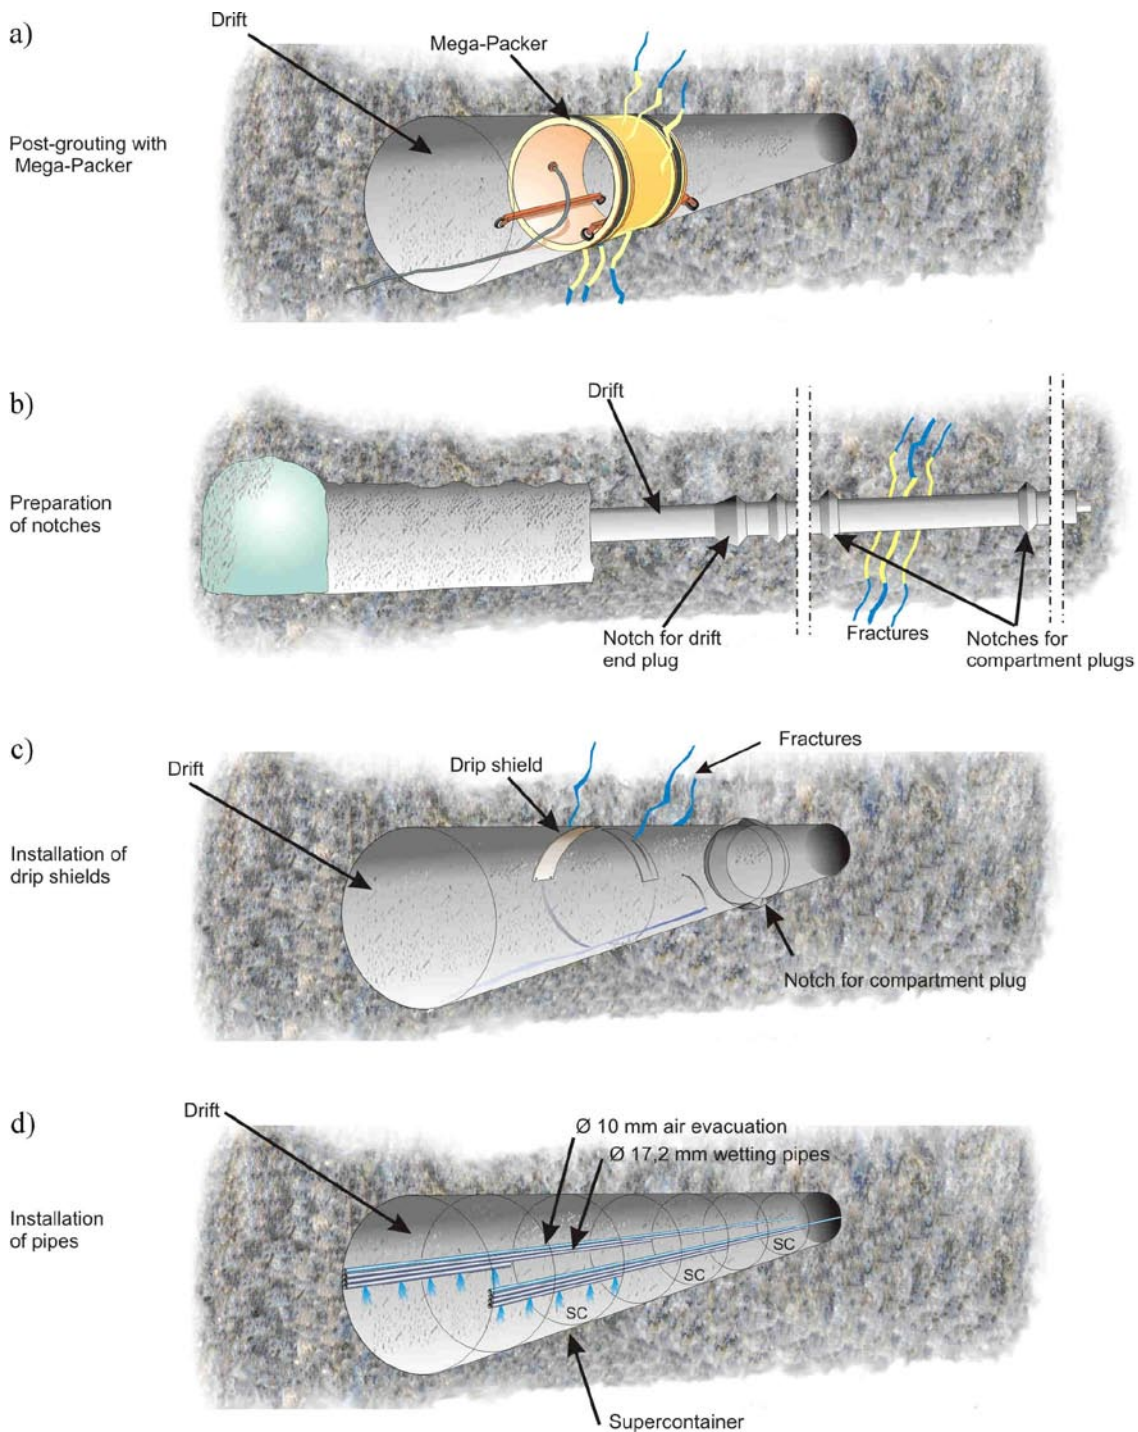 a)
Drift
Mega-Packer
Post-grouting with
Mega-Packer
b)
Drift
Preparation
of notches
Notch for drift
end plug
Fractures
Notches for
compartment plugs
c)
Drift
Drip shield
Fractures
Installation of
drip shields
Notch for compartment plug
d)
Drift
Ø 10 mm air evacuation
Ø 17,2 mm wetting pipes
Installation
of pipes
SC
SC
SC
Supercontainer